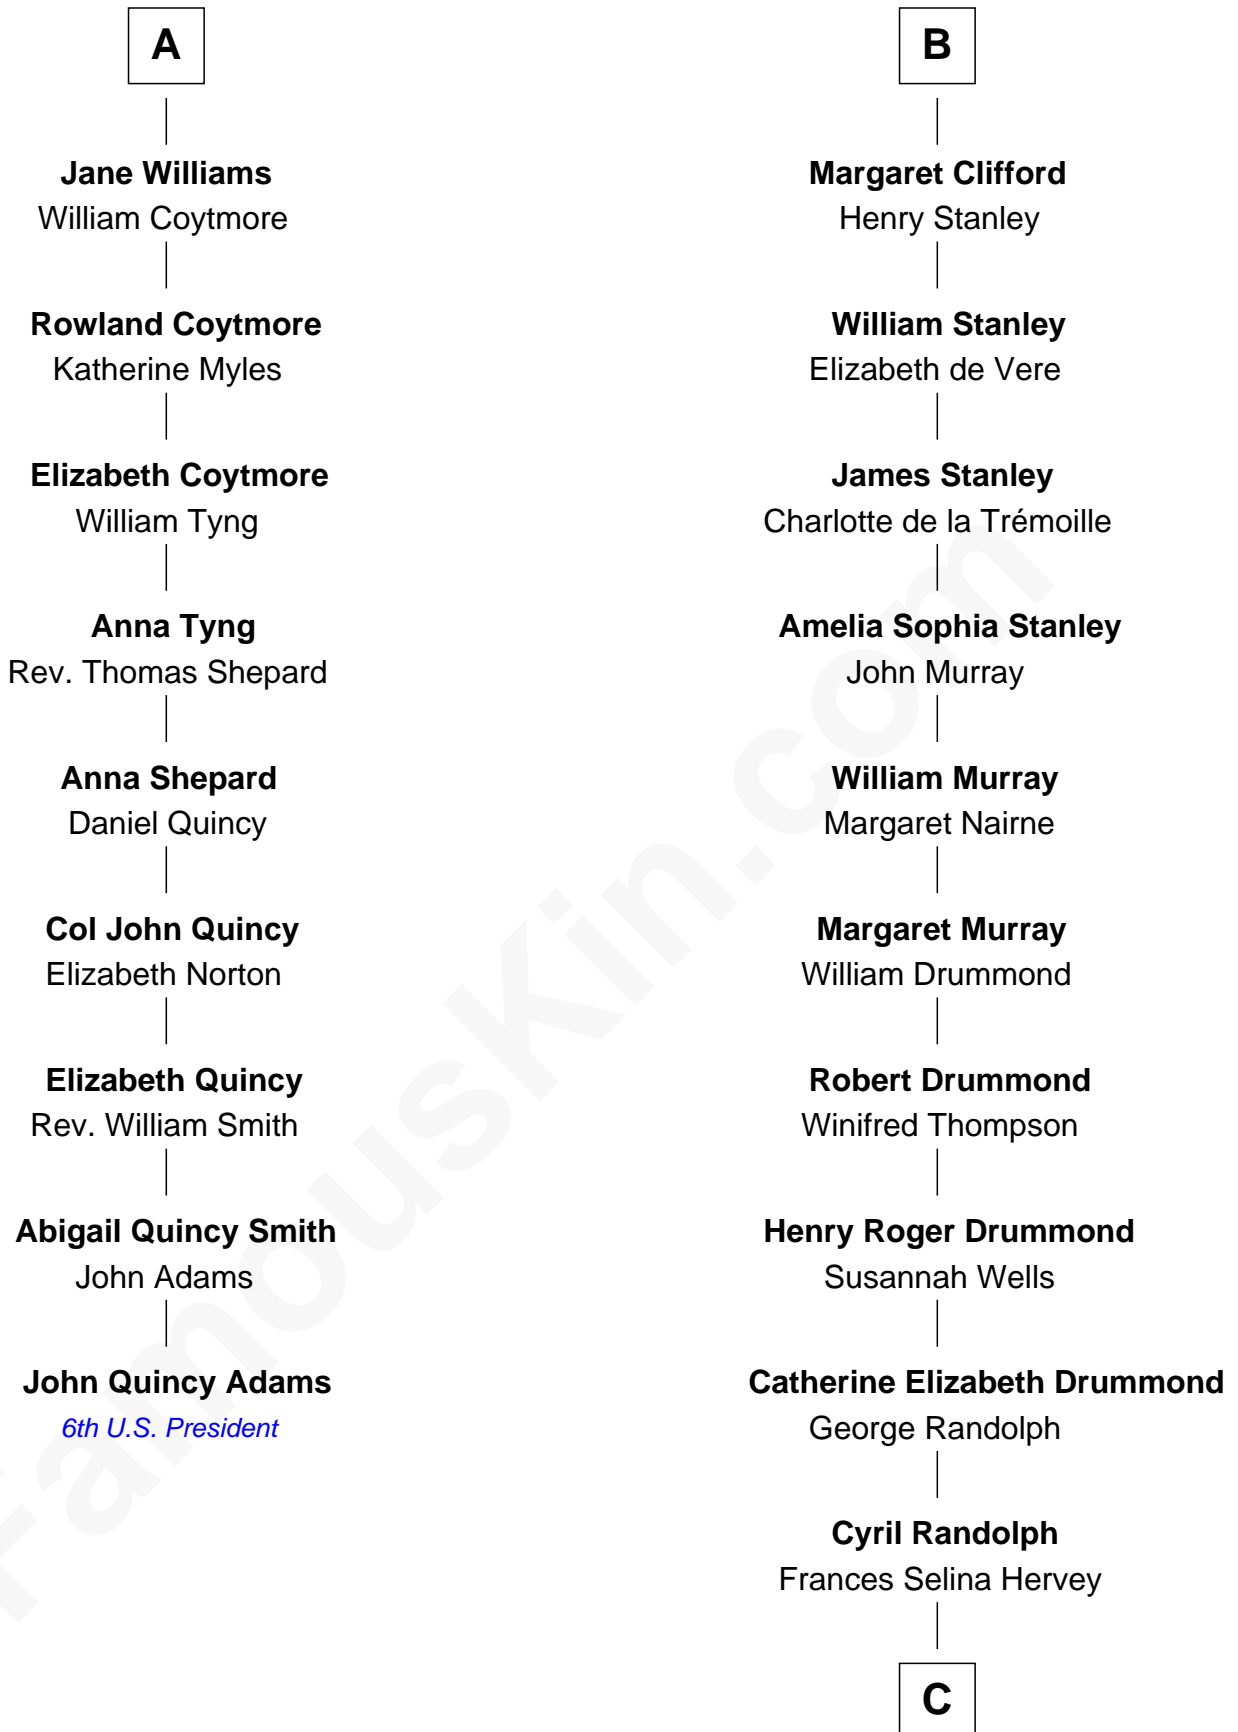 A
Jane Williams
William Coytmore
Rowland Coytmore
Katherine Myles
Elizabeth Coytmore
William Tyng
Anna Tyng
Rev. Thomas Shepard
Anna Shepard
Daniel Quincy
Col John Quincy
Elizabeth Norton
Elizabeth Quincy
Rev. William Smith
Abigail Quincy Smith
John Adams
John Quincy Adams
6th U.S. President
B
Margaret Clifford
Henry Stanley
William Stanley
Elizabeth de Vere
James Stanley
Charlotte de la Trémoille
Amelia Sophia Stanley
John Murray
William Murray
Margaret Nairne
Margaret Murray
William Drummond
Robert Drummond
Winifred Thompson
Henry Roger Drummond
Susannah Wells
Catherine Elizabeth Drummond
George Randolph
Cyril Randolph
Frances Selina Hervey
C
FamousKin.com